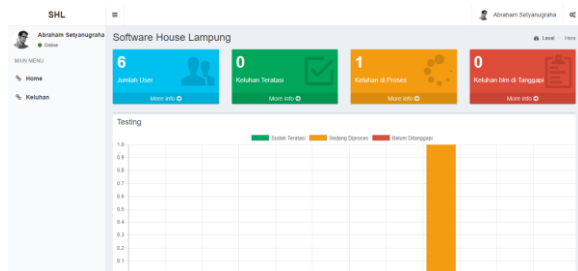 SHL
Abraham Setyanugraha
Abraham Setyanugraha
Online
MAIN MENU
Home
Keluhan
Software House Lampung
Level
Here
6
Jumlah User
More info
0
Keluhan Teratasi
More info
1
Keluhan di Proses
More info
0
Keluhan blm di Tanggapi
More info
Testing
Sudah Teratasi
Sedang Diproses
Belum Ditanggapi
1.0
0.9
0.8
0.7
0.6
0.5
0.4
0.3
0.2
0.1